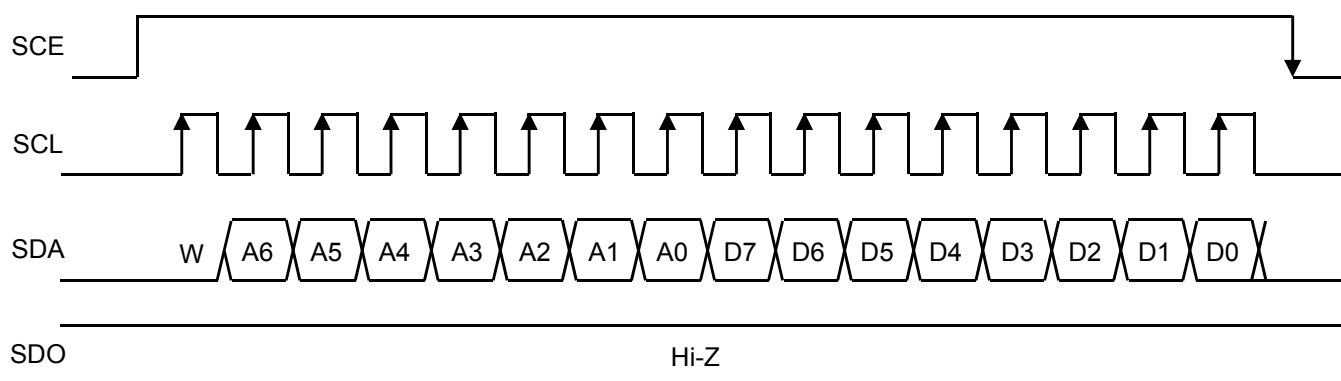 SCE
SCL
SDA W A6 A5 A4 A3 A2 A1 A0 D7 D6 D5 D4 D3 D2 D1 D0
SDO Hi-Z